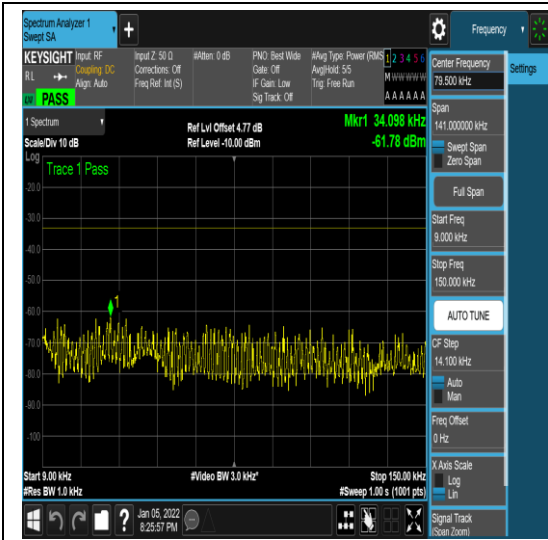 Spectrum Analyzer 1
Swept SA
+
Frequency
KEYSIGHT
Input: RF
Coupling: DC
Align: Auto
RL
PASS
Input Z: 50 Ω
Corrections: Off
Freq Ref: Int (S)
#Atten: 0 dB
PNO: Best Wide
Gate: Off
IF Gain: Low
Sig Track: Off
#Avg Type: Power (RMS
Avg|Hold: 5/5
Trig: Free Run
1 2 3 4 5 6
M W W W W W
A A A A A A
1 Spectrum
Scale/Div 10 dB
Ref Lvl Offset 4.77 dB
Ref Level -10.00 dBm
Mkr1 34.098 kHz
-61.78 dBm
Log
Trace 1 Pass
-20.0
-30.0
-40.0
-50.0
-60.0
-70.0
-80.0
-90.0
-100
1
Start 9.00 kHz
#Res BW 1.0 kHz
#Video BW 3.0 kHz*
Stop 150.00 kHz
#Sweep 1.00 s (1001 pts)
?
Jan 05, 2022
8:25:57 PM
Center Frequency
79.500 kHz
Settings
Span
141.000000 kHz
Swept Span
Zero Span
Full Span
Start Freq
9.000 kHz
Stop Freq
150.000 kHz
AUTO TUNE
CF Step
14.100 kHz
Auto
Man
Freq Offset
0 Hz
X Axis Scale
Log
Lin
Signal Track
(Span Zoom)